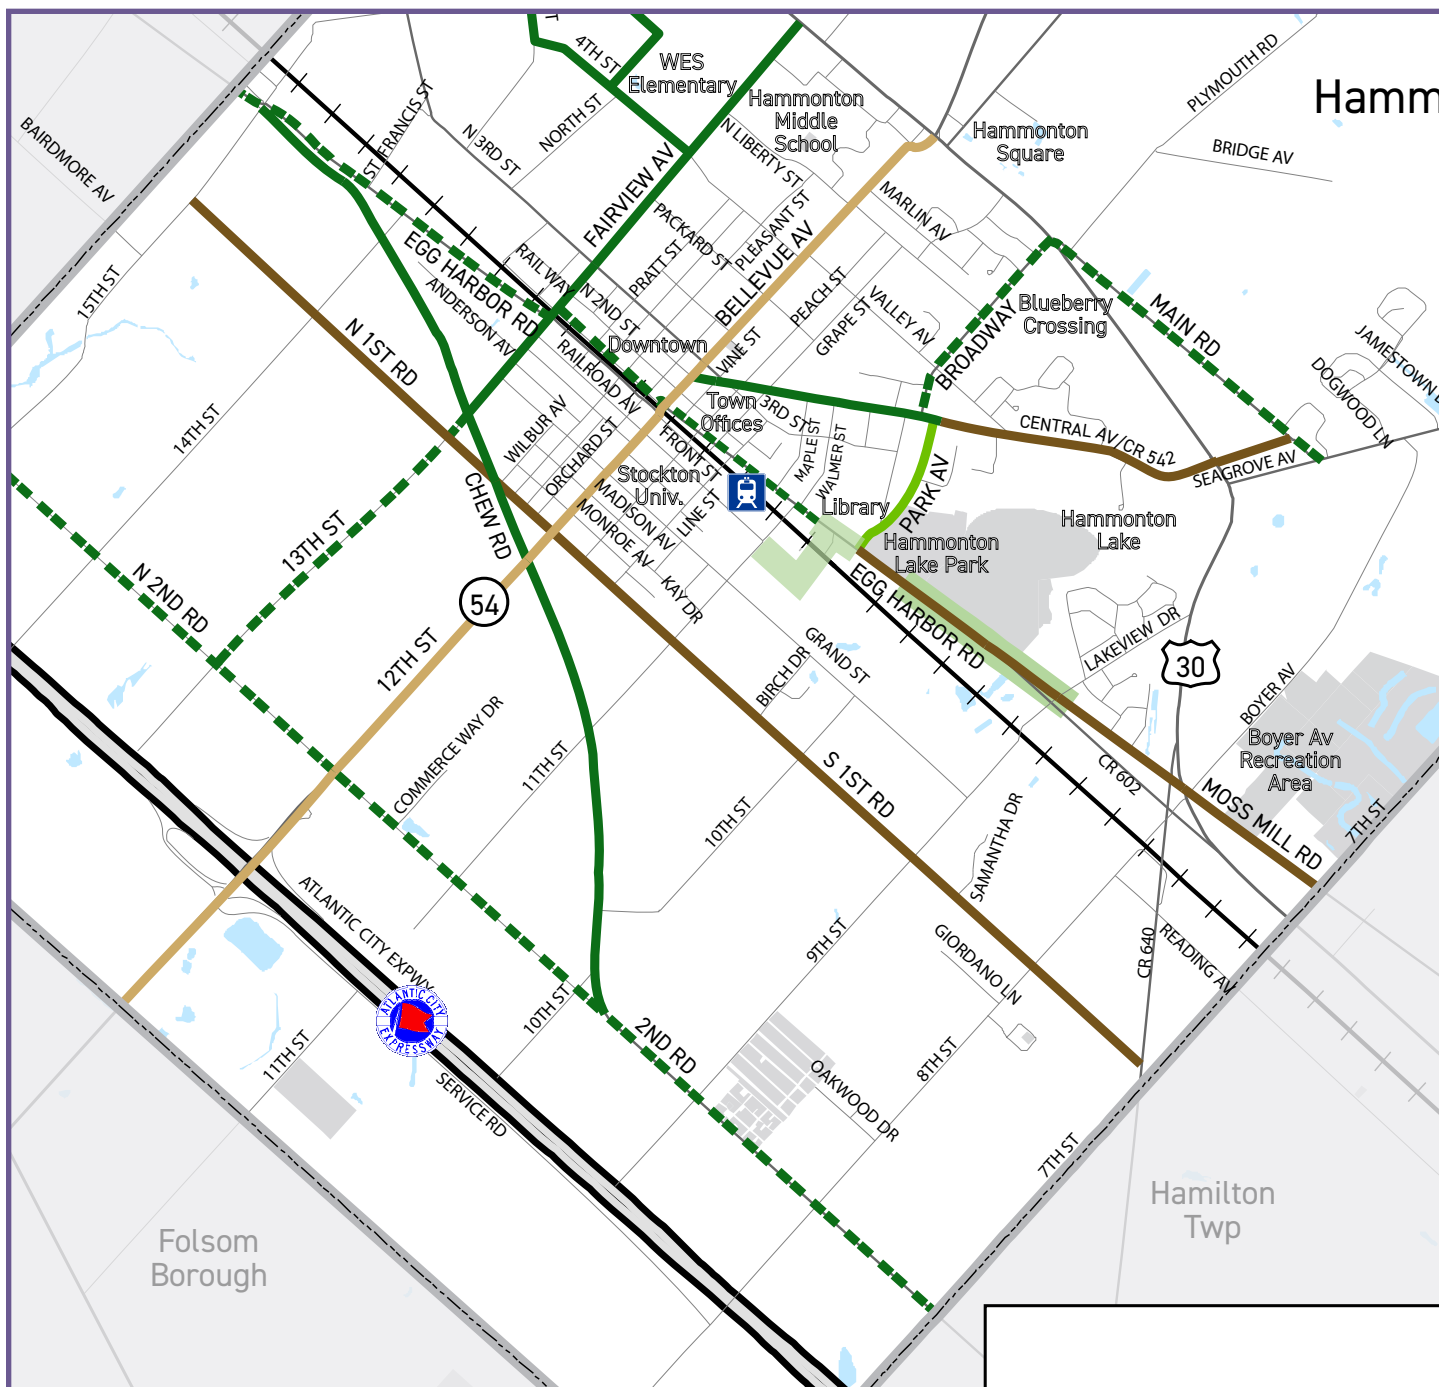 4TH ST
WES
Elementary
Hammonton
Middle
School
Hammonton
Square
PLYMOUTH RD
BRIDGE AV
Hamm
BAIRDMORE AV
ST. FRANCIS ST
N 3RD ST
NORTH ST
FAIRVIEW AV
N LIBERTY ST
MARLIN AV
PACKARD ST
PLEASANT ST
PRATT ST
BELLEVUE AV
EGG HARBOR RD
RAILWAY
N 2ND ST
ANDERSON AV
PEACH ST
GRAPE ST
VALLEY AV
BROADWAY
Blueberry
Crossing
MAIN RD
JAMESTOWN
DOGWOOD LN
15TH ST
N 1ST RD
Downtown
VINE ST
RAILROAD AV
14TH ST
WILBUR AV
ORCHARD ST
Town
Offices
3RD ST
MAPLE ST
WALMER ST
CENTRAL AV/CR 542
SEAGROVE AV
FRONT ST
Stockton
Univ.
LINE ST
MADISON AV
MONROE AV
KAY DR
Library
PARK AV
Hammonton
Lake Park
Hammonton
Lake
CHEW RD
13TH ST
N 2ND RD
54
12TH ST
EGG HARBOR RD
GRAND ST
BIRCH DR
LAKEVIEW DR
30
BOYER AV
Boyer Av
Recreation
Area
COMMERCE WAY DR
11TH ST
S 1ST RD
CR 602
MOSS MILL RD
7TH ST
10TH ST
SAMANTHA DR
ATLANTIC CITY EXPWY
9TH ST
GIORDANO LN
CR 640
READING AV
ATLANTIC CITY
EXPRESSWAY
10TH ST
2ND RD
11TH ST
SERVICE RD
OAKWOOD DR
8TH ST
7TH ST
Hamilton
Twp
Folsom
Borough